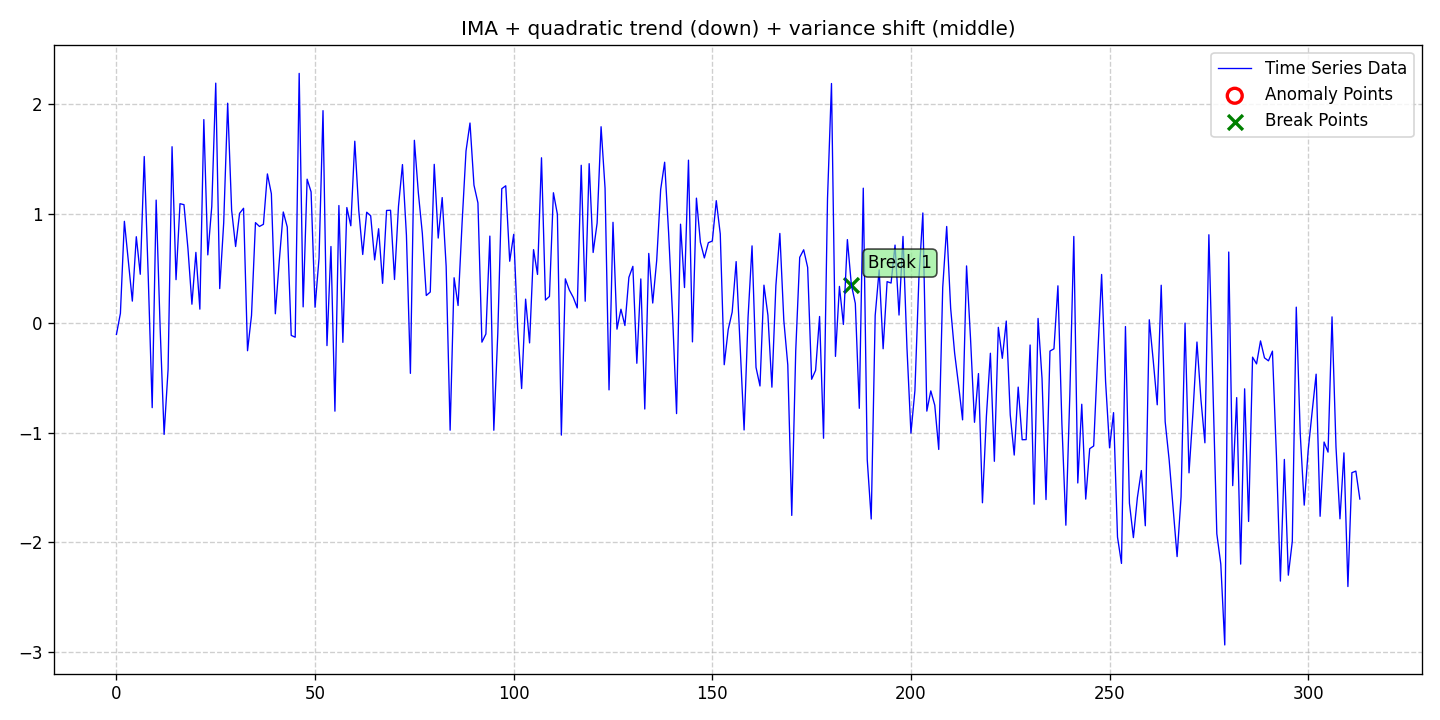 IMA + quadratic trend (down) + variance shift (middle)
Time Series Data
Anomaly Points
Break Points
Break 1
2
1
0
−1
−2
−3
0 50 100 150 200 250 300